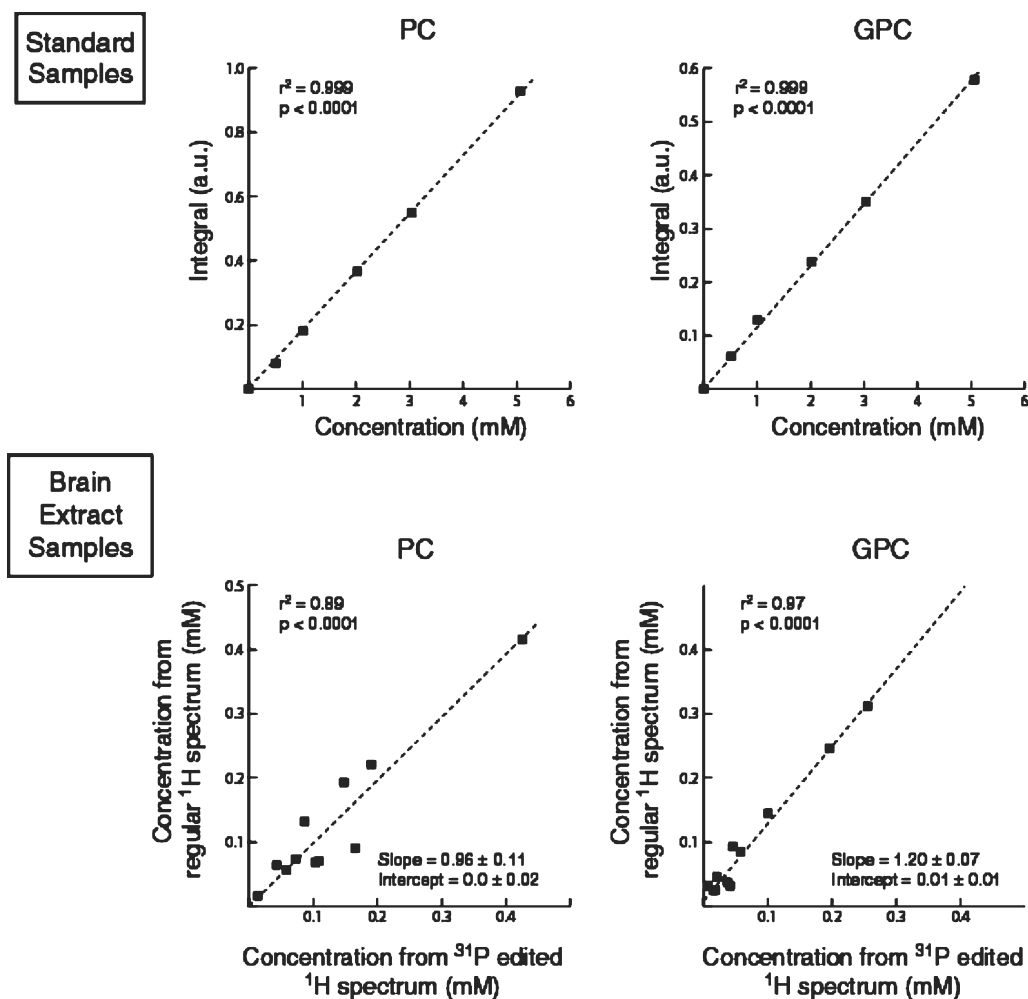 Standard
Samples
PC
r² = 0.999
p < 0.0001
Integral (a.u.)
1.0
0.8
0.6
0.4
0.2
1 2 3 4 5 6
Concentration (mM)
GPC
r² = 0.999
p < 0.0001
Integral (a.u.)
0.6
0.5
0.4
0.3
0.2
0.1
1 2 3 4 5 6
Concentration (mM)
Brain
Extract
Samples
PC
r² = 0.89
p < 0.0001
Concentration from
regular ¹H spectrum (mM)
0.5
0.4
0.3
0.2
0.1
Slope = 0.96 ± 0.11
Intercept = 0.0 ± 0.02
0.1 0.2 0.3 0.4
Concentration from ³¹P edited
¹H spectrum (mM)
GPC
r² = 0.97
p < 0.0001
Concentration from
regular ¹H spectrum (mM)
0.4
0.3
0.2
0.1
Slope = 1.20 ± 0.07
Intercept = 0.01 ± 0.01
0.1 0.2 0.3 0.4
Concentration from ³¹P edited
¹H spectrum (mM)